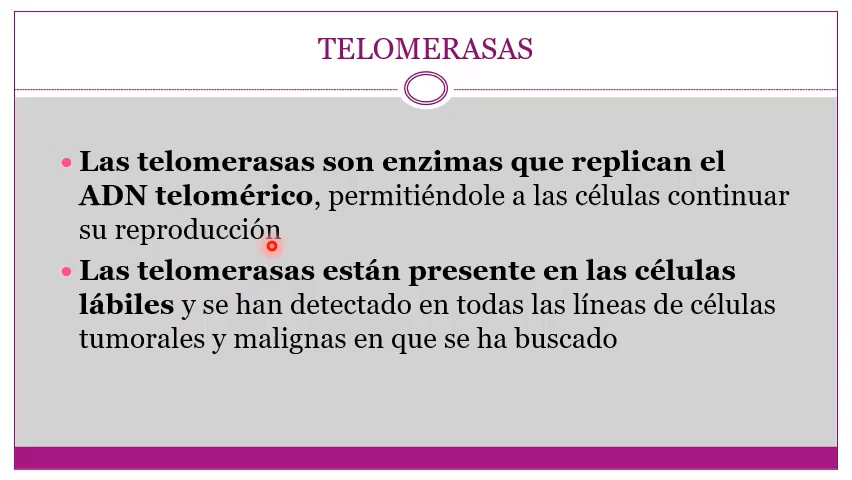 TELOMERASAS
• Las telomerasas son enzimas que replican el
ADN telomérico, permitiéndole a las células continuar
su reproducción
• Las telomerasas están presente en las células
lábiles y se han detectado en todas las líneas de células
tumorales y malignas en que se ha buscado